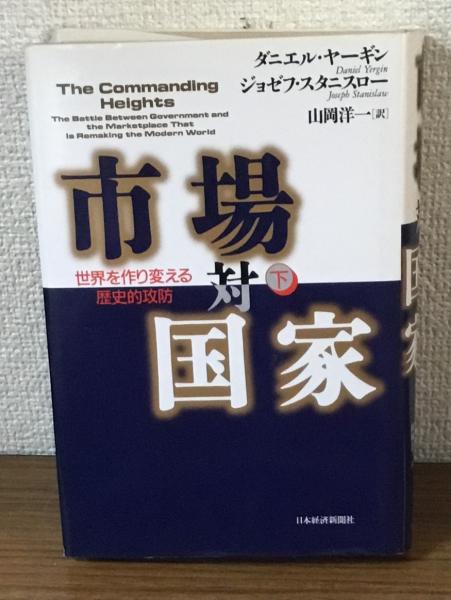 ダニエル・ヤーギン
Daniel Yergin
ジョゼフ・スタニスロー
Joseph Stanislaw
山岡洋一[訳]
The Commanding
Heights
The Battle Between Government and
the Marketplace That
Is Remaking the Modern World
市場
世界を作り変える
歴史的攻防
対
下
国家
日本経済新聞社
国家